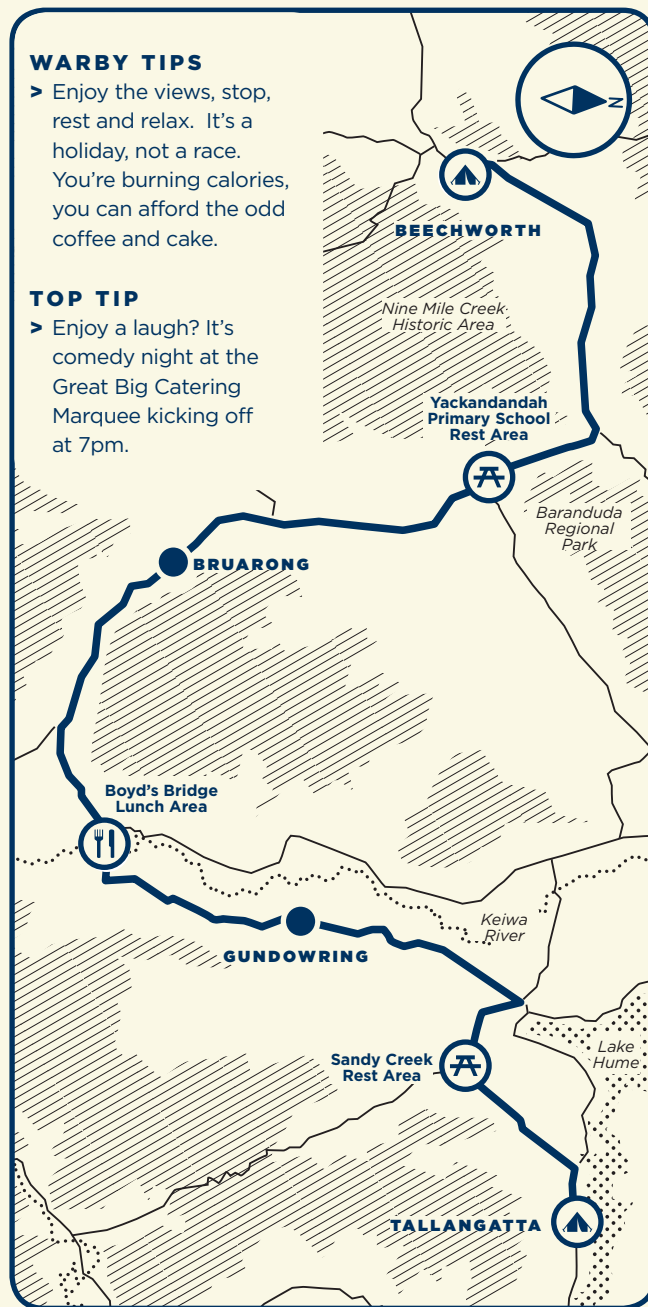 WARBY TIPS
> Enjoy the views, stop,
rest and relax. It's a
holiday, not a race.
You're burning calories,
you can afford the odd
coffee and cake.
TOP TIP
> Enjoy a laugh? It's
comedy night at the
Great Big Catering
Marquee kicking off
at 7pm.
N
BEECHWORTH
Nine Mile Creek
Historic Area
Yackandandah
Primary School
Rest Area
Baranduda
Regional
Park
BRUARONG
Boyd's Bridge
Lunch Area
Keiwa
River
GUNDOWRING
Sandy Creek
Rest Area
Lake
Hume
TALLANGATTA